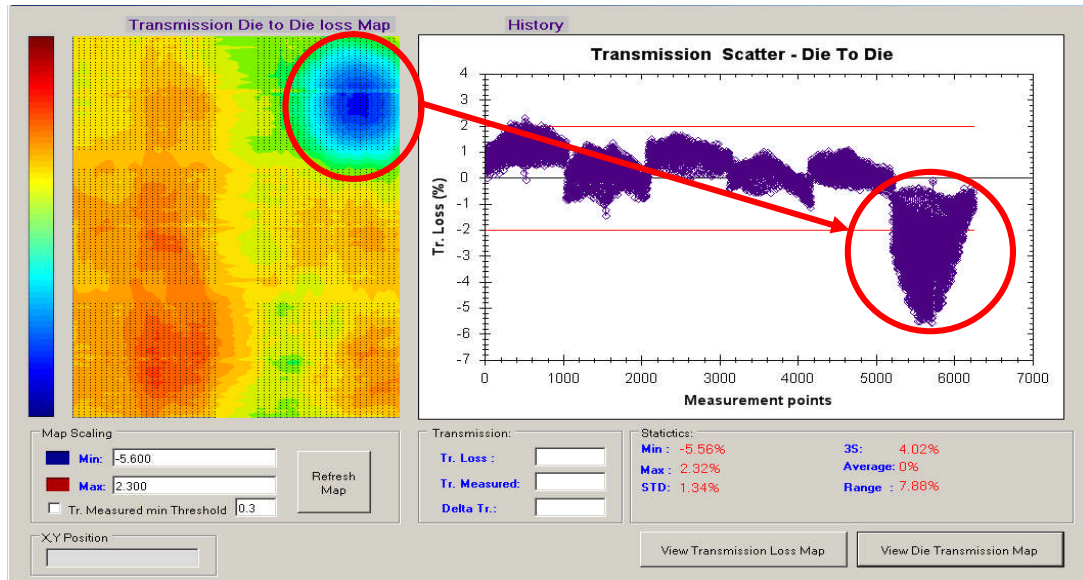 Transmission Die to Die loss Map
History
Transmission Scatter - Die To Die
4
3
2
1
0
-1
-2
-3
-4
-5
-6
-7
Tr. Loss (%)
0 1000 2000 3000 4000 5000 6000 7000
Measurement points
Map Scaling
Min: -5.600
Max: 2.300
Tr. Measured min Threshold 0.3
Refresh
Map
Transmission:
Tr. Loss :
Tr. Measured:
Delta Tr.:
Statictics:
Min : -5.56% 3S: 4.02%
Max : 2.32% Average: 0%
STD: 1.34% Range : 7.88%
X,Y Position
View Transmission Loss Map
View Die Transmission Map